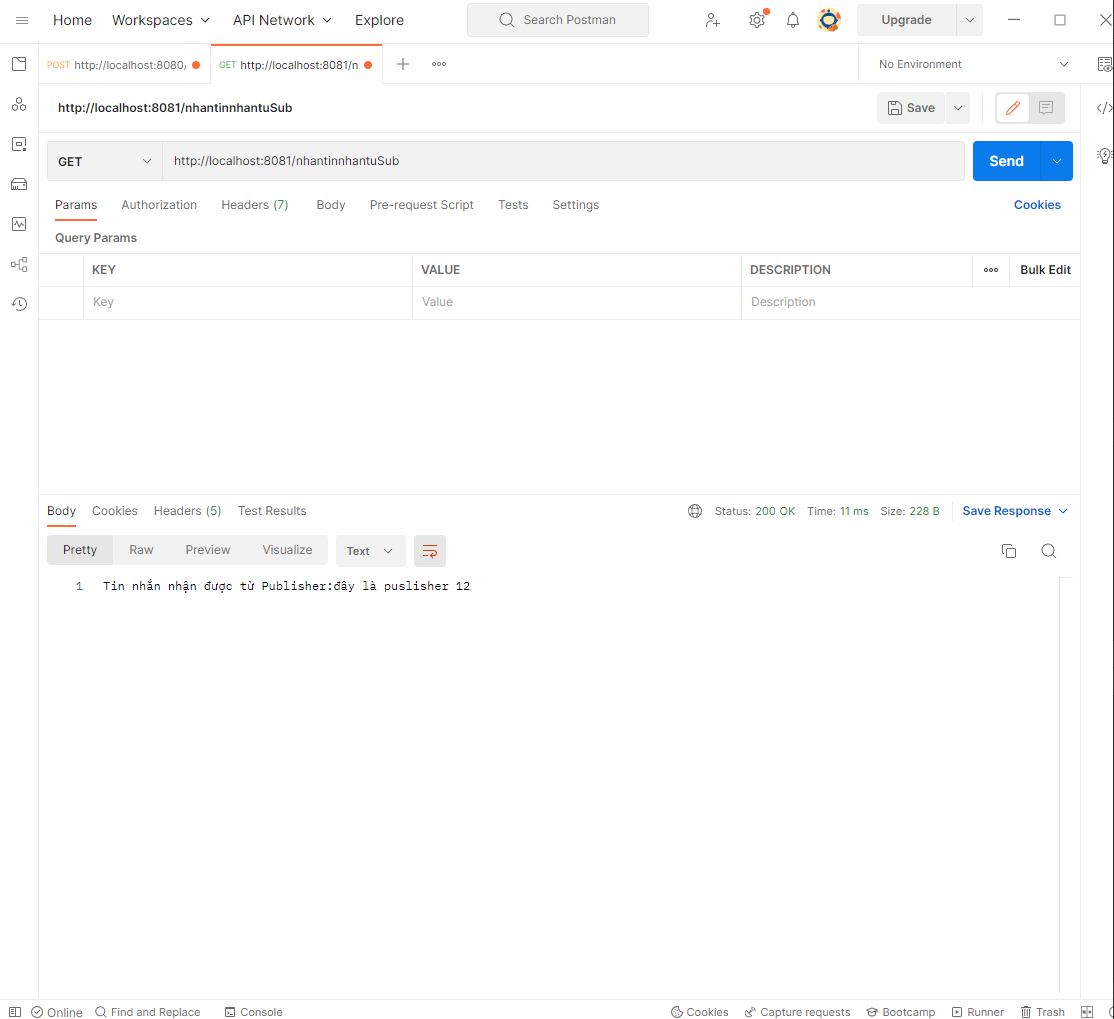 Home Workspaces API Network Explore Search Postman Upgrade
POST http://localhost:8080/ GET http://localhost:8081/n ooo No Environment
http://localhost:8081/nhantinnhantuSub Save
GET http://localhost:8081/nhantinnhantuSub Send
Params Authorization Headers (7) Body Pre-request Script Tests Settings Cookies
Query Params
KEY VALUE DESCRIPTION ooo Bulk Edit
Key Value Description
Body Cookies Headers (5) Test Results Status: 200 OK Time: 11 ms Size: 228 B Save Response
Pretty Raw Preview Visualize Text
1 Tin nhắn nhận được từ Publisher:đây là puslisher 12
Online Find and Replace Console Cookies Capture requests Bootcamp Runner Trash